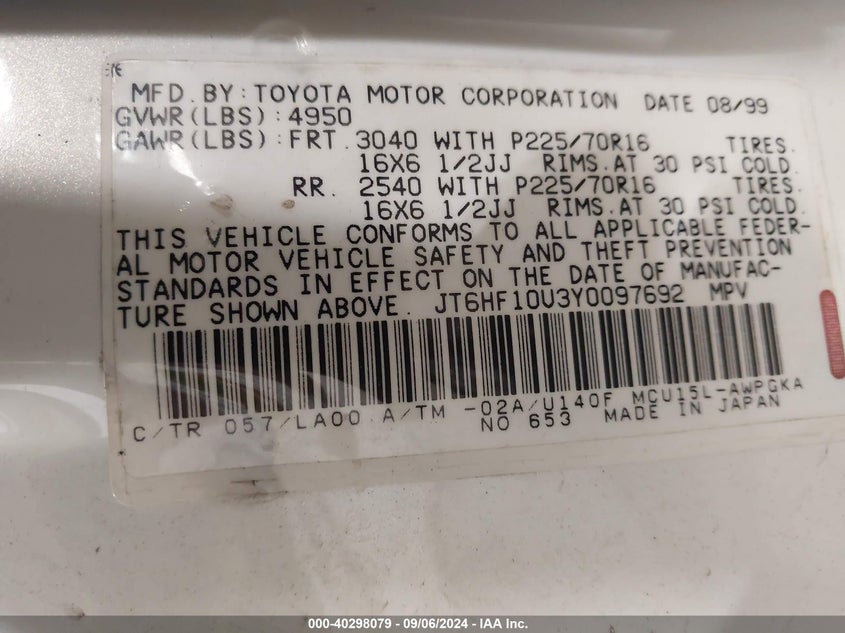 MFD. BY: TOYOTA MOTOR CORPORATION DATE 08/99
GVWR(LBS): 4950
GAWR(LBS): FRT. 3040 WITH P225/70R16 TIRES.
16X6 1/2JJ RIMS. AT 30 PSI COLD.
RR. 2540 WITH P225/70R16 TIRES.
16X6 1/2JJ RIMS. AT 30 PSI COLD.
THIS VEHICLE CONFORMS TO ALL APPLICABLE FEDER-
AL MOTOR VEHICLE SAFETY AND THEFT PREVENTION
STANDARDS IN EFFECT ON THE DATE OF MANUFAC-
TURE SHOWN ABOVE. JT6HF10U3Y0097692 MPV
C/TR 057/LA00 A/TM -02A/U140F MCU15L-AWPGKA
NO 653 MADE IN JAPAN
000-40298079 - 09/06/2024 - IAA Inc.